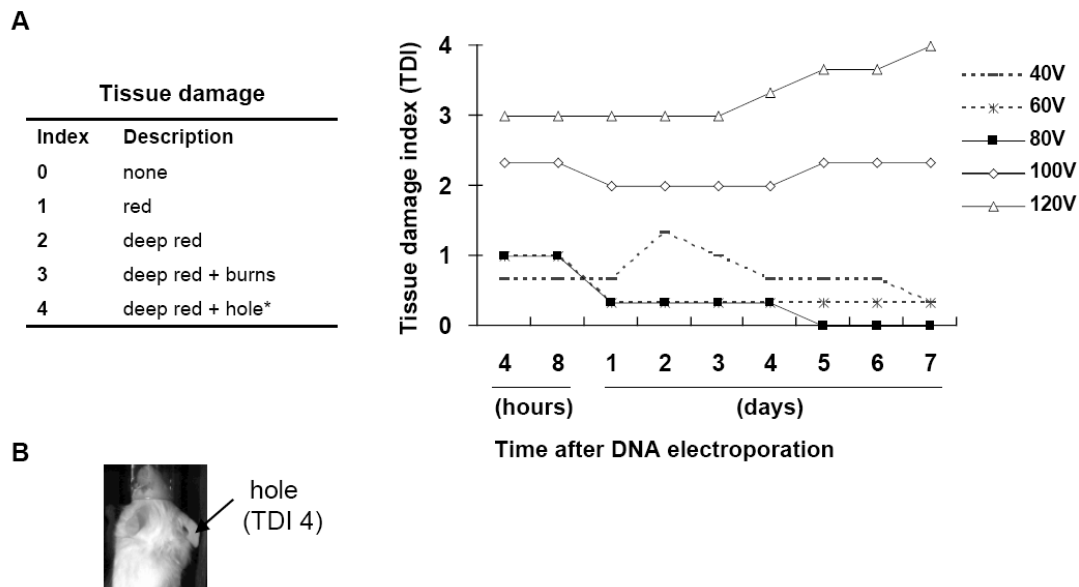 A
Tissue damage
Index Description
0 none
1 red
2 deep red
3 deep red + burns
4 deep red + hole*
Tissue damage index (TDI)
4
3
2
1
0
4 8 1 2 3 4 5 6 7
(hours) (days)
Time after DNA electroporation
40V
60V
80V
100V
120V
B
hole
(TDI 4)